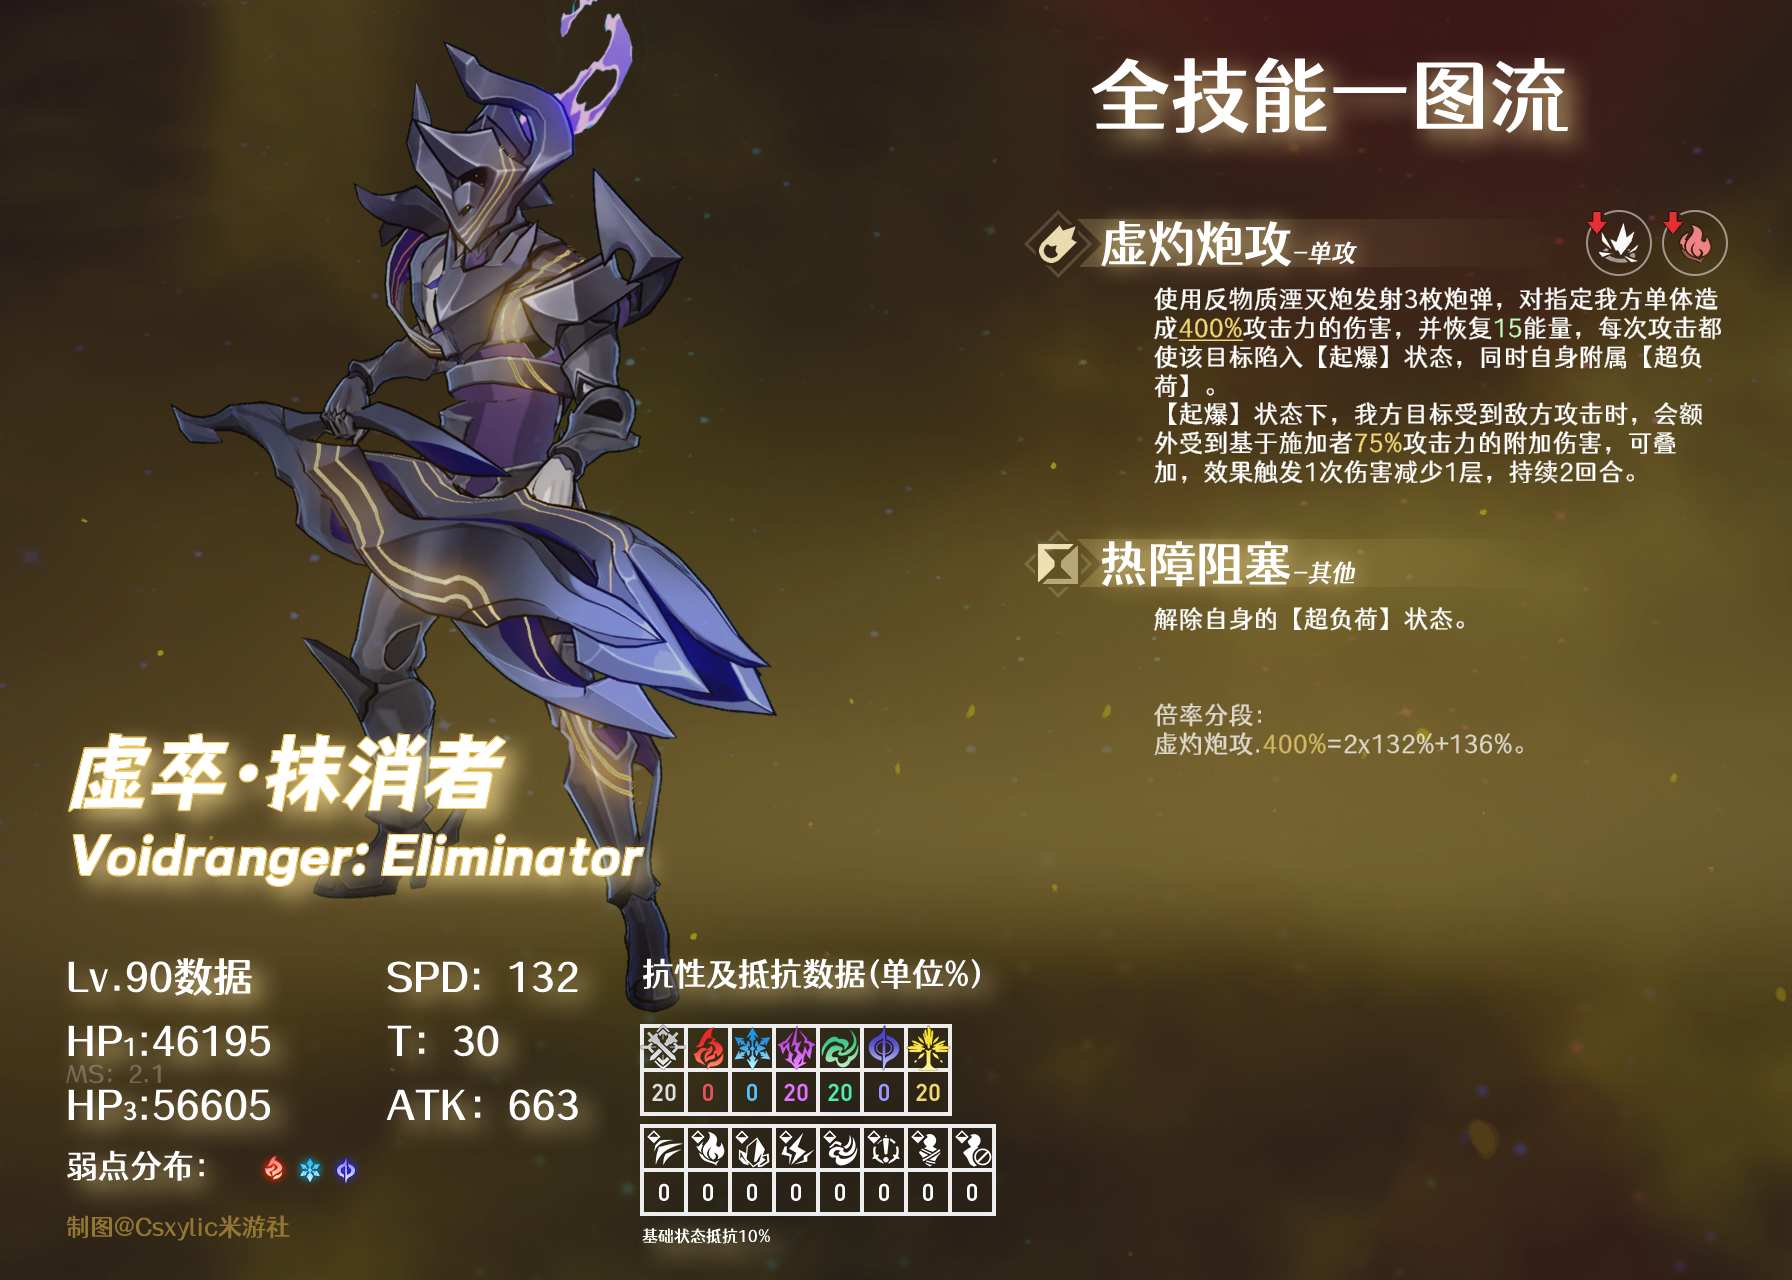 全技能一图流
虚灼炮攻-单攻
使用反物质湮灭炮发射3枚炮弹，对指定我方单体造
成400%攻击力的伤害，并恢复15能量，每次攻击都
使该目标陷入【起爆】状态，同时自身附属【超负
荷】。
【起爆】状态下，我方目标受到敌方攻击时，会额
外受到基于施加者75%攻击力的附加伤害，可叠
加，效果触发1次伤害减少1层，持续2回合。
热障阻塞-其他
解除自身的【超负荷】状态。
倍率分段：
虚灼炮攻.400%=2x132%+136%。
虚卒·抹消者
Voidranger: Eliminator
Lv.90数据
SPD：132
HP1:46195
T：30
MS：2.1
HP3:56605
ATK：663
弱点分布：
制图@Csxylic米游社
抗性及抵抗数据(单位%)
20 0 0 20 20 0 20
0 0 0 0 0 0 0 0
基础状态抵抗10%